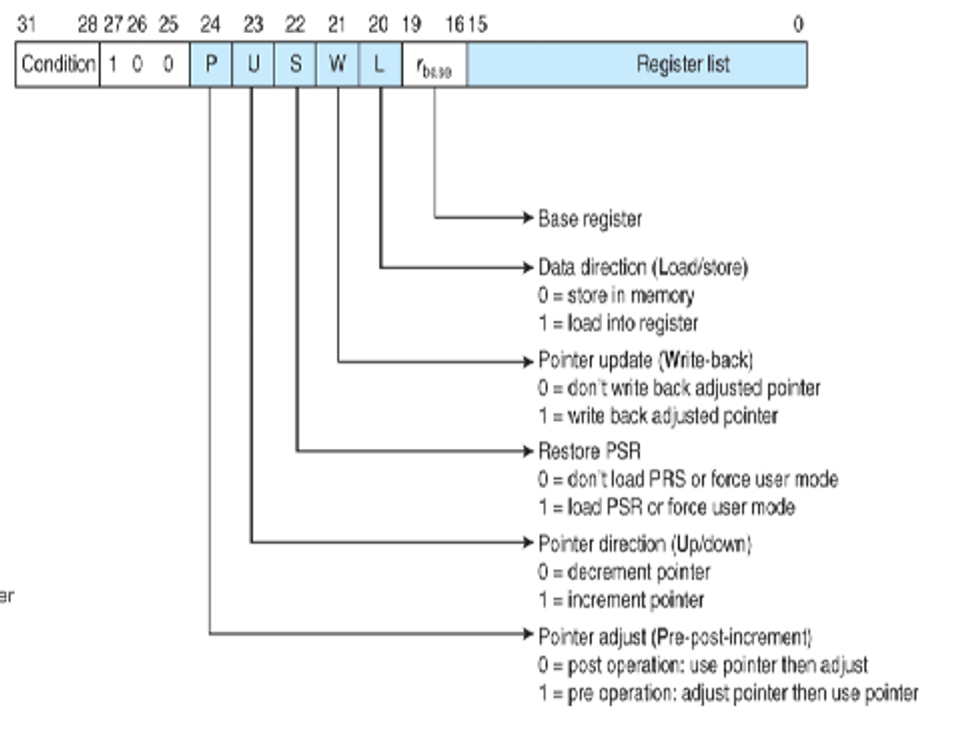 31 28 27 26 25 24 23 22 21 20 19 16 15 0
Condition 1 0 0 P U S W L rbase Register list
Base register
Data direction (Load/store)
0 = store in memory
1 = load into register
Pointer update (Write-back)
0 = don't write back adjusted pointer
1 = write back adjusted pointer
Restore PSR
0 = don't load PRS or force user mode
1 = load PSR or force user mode
Pointer direction (Up/down)
0 = decrement pointer
1 = increment pointer
er
Pointer adjust (Pre-post-increment)
0 = post operation: use pointer then adjust
1 = pre operation: adjust pointer then use pointer